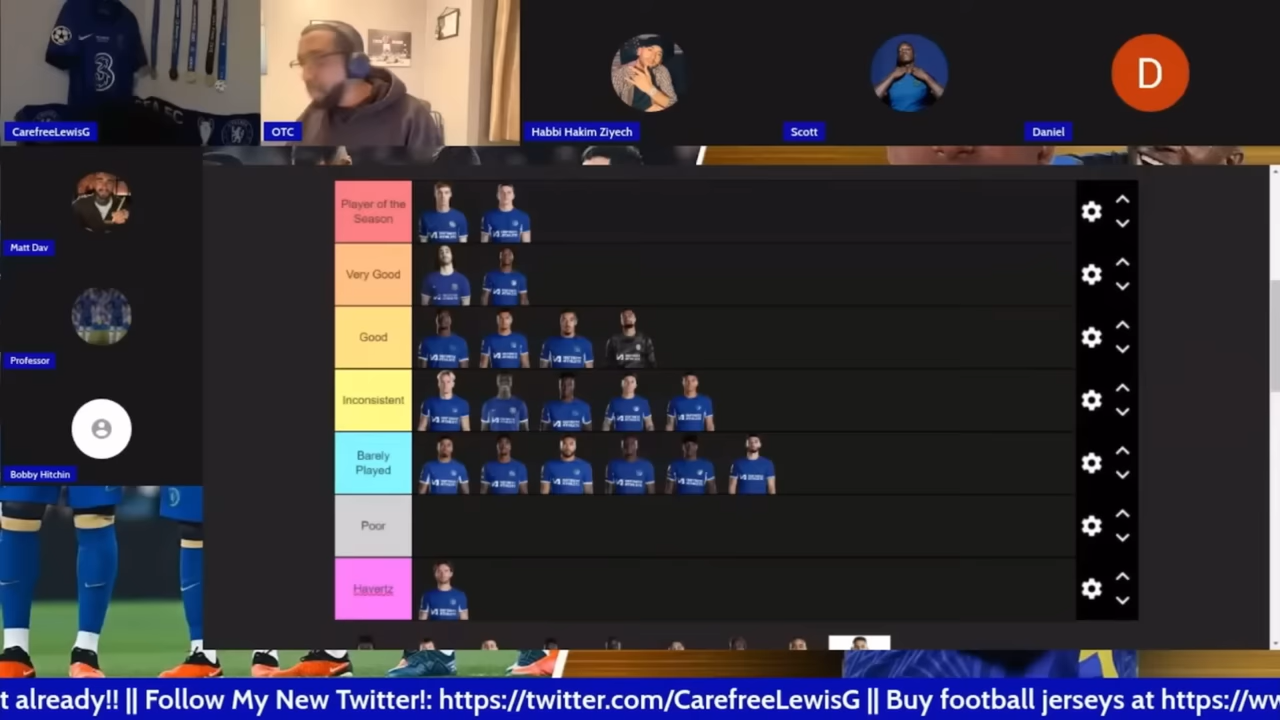 3
CarefreeLewisG
OTC
Habbi Hakim Ziyech
Scott
D
Daniel
Matt Dav
Professor
Bobby Hitchin
Player of the
Season
Very Good
Good
Inconsistent
Barely
Played
Poor
Havertz
t already!! || Follow My New Twitter!: https://twitter.com/CarefreeLewisG || Buy football jerseys at https://ww